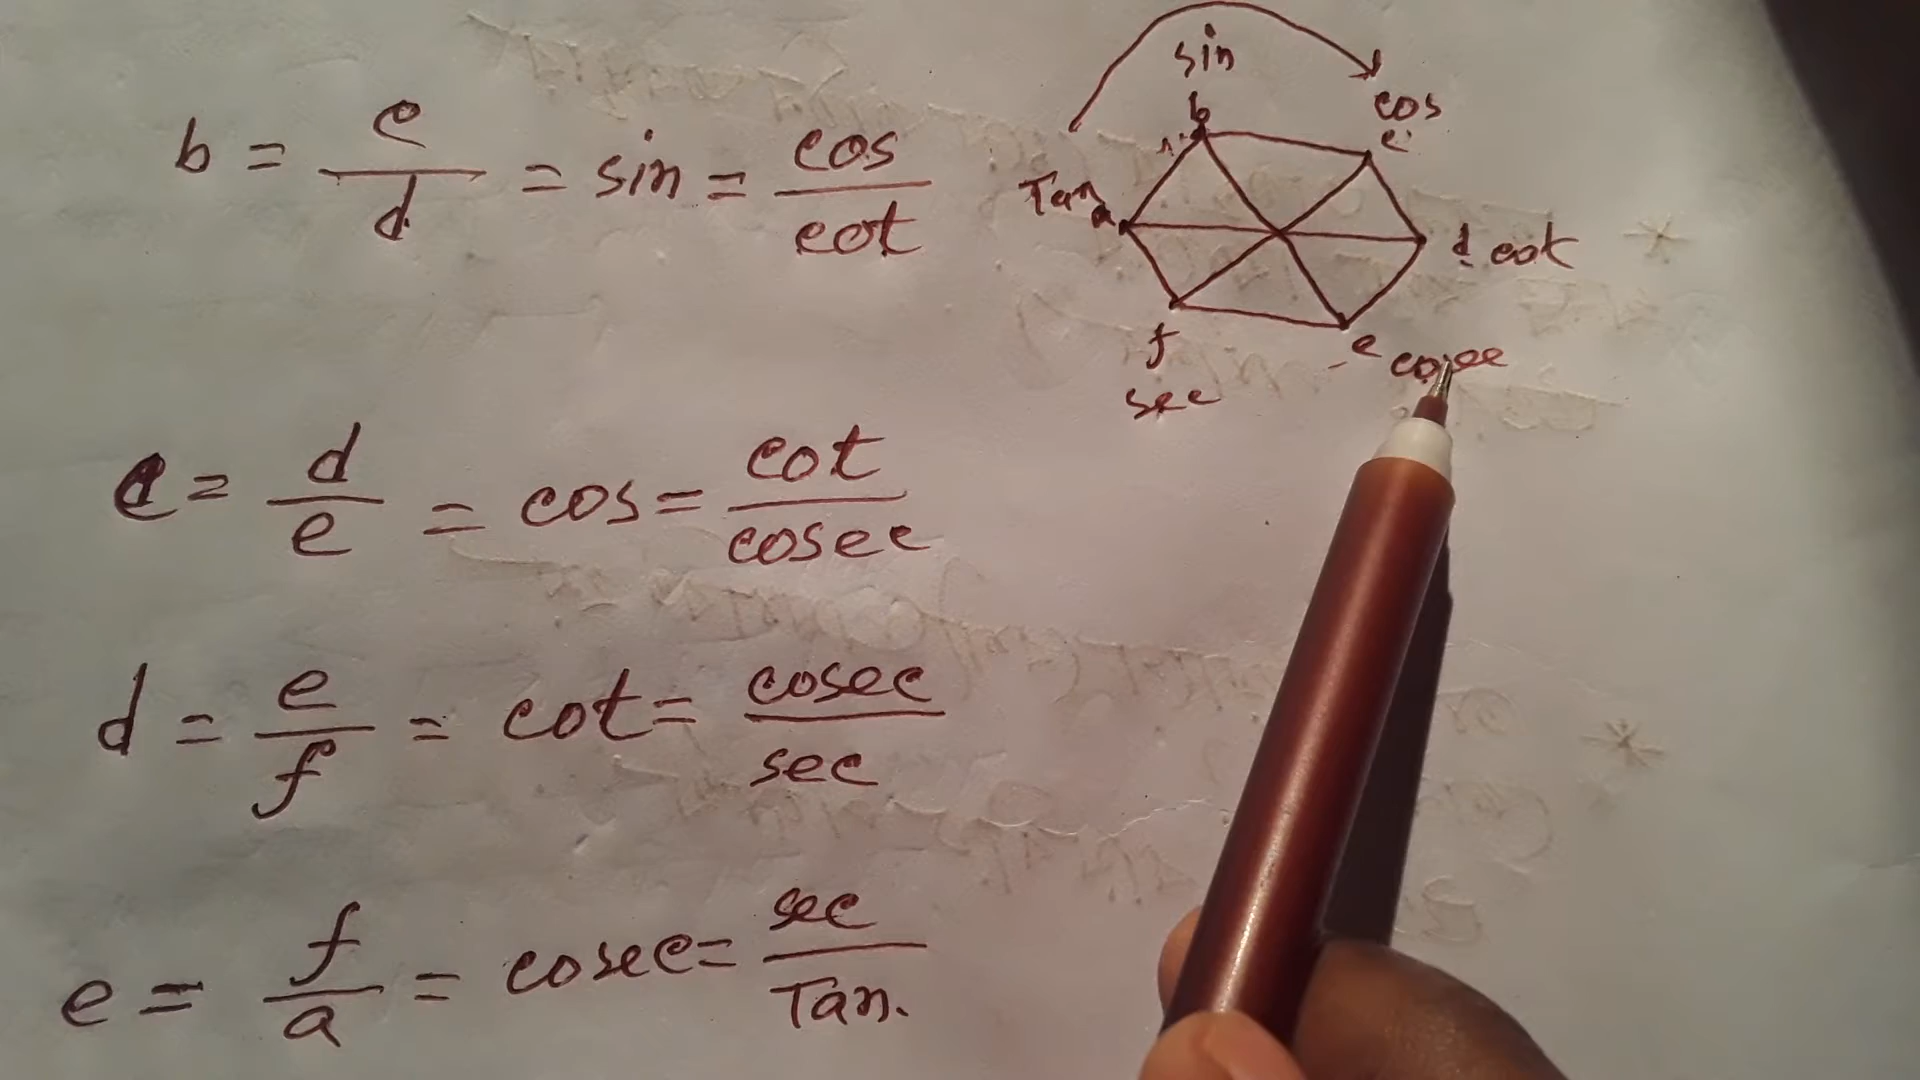 b = c/d = sin = cos/cot
c = d/e = cos = cot/cosec
d = e/f = cot = cosec/sec
e = f/a = cosec = sec/Tan.
sin
b
cos
c
Tan
a
d cot
f
sec
e cosec